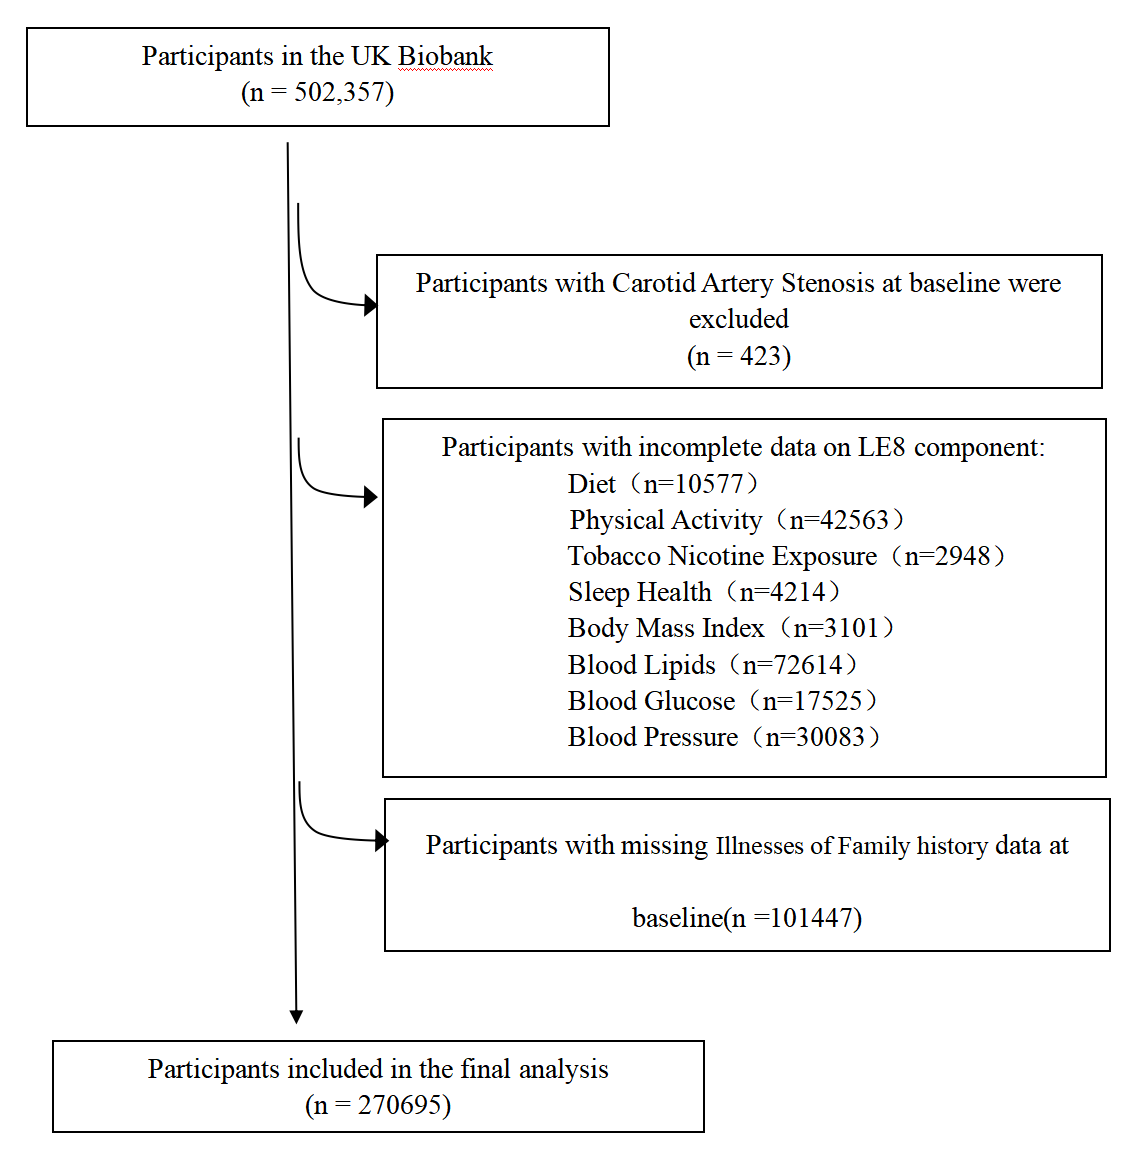 Participants in the UK Biobank
(n = 502,357)
Participants with Carotid Artery Stenosis at baseline were
excluded
(n = 423)
Participants with incomplete data on LE8 component:
Diet（n=10577）
Physical Activity（n=42563）
Tobacco Nicotine Exposure（n=2948）
Sleep Health（n=4214）
Body Mass Index（n=3101）
Blood Lipids（n=72614）
Blood Glucose（n=17525）
Blood Pressure（n=30083）
Participants with missing Illnesses of Family history data at
baseline(n =101447)
Participants included in the final analysis
(n = 270695)